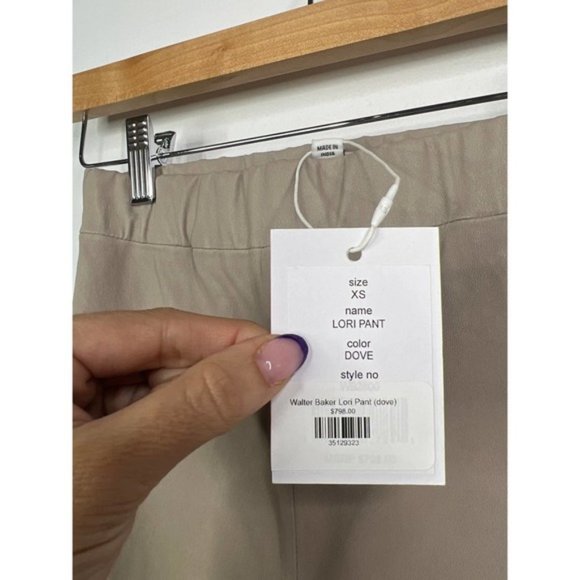 MADE IN
INDIA
size
XS
name
LORI PANT
color
DOVE
style no
Walter Baker Lori Pant (dove)
$798.00
35129323